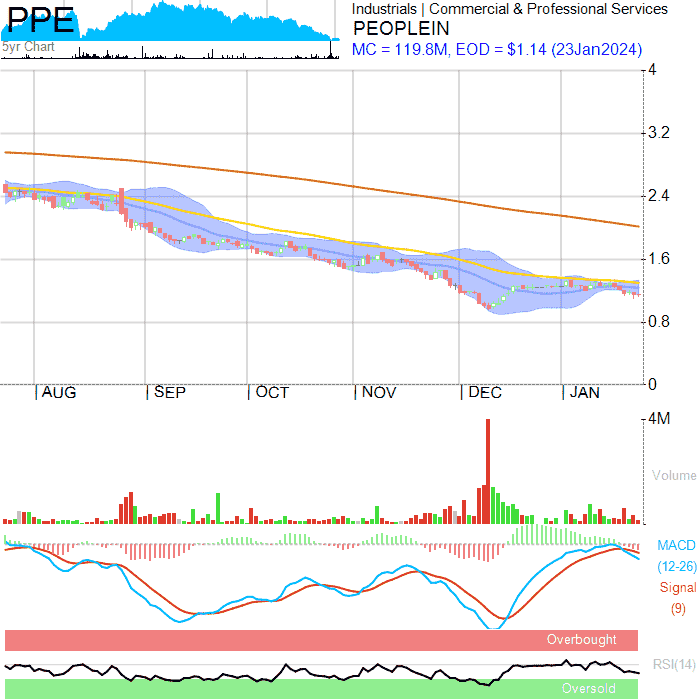 PPE
5yr Chart
Industrials | Commercial & Professional Services
PEOPLEIN
MC = 119.8M, EOD = $1.14 (23Jan2024)
4
3.2
2.4
1.6
0.8
0
| AUG | SEP | OCT | NOV | DEC | JAN
4M
Volume
MACD
(12-26)
Signal
(9)
Overbought
RSI(14)
Oversold